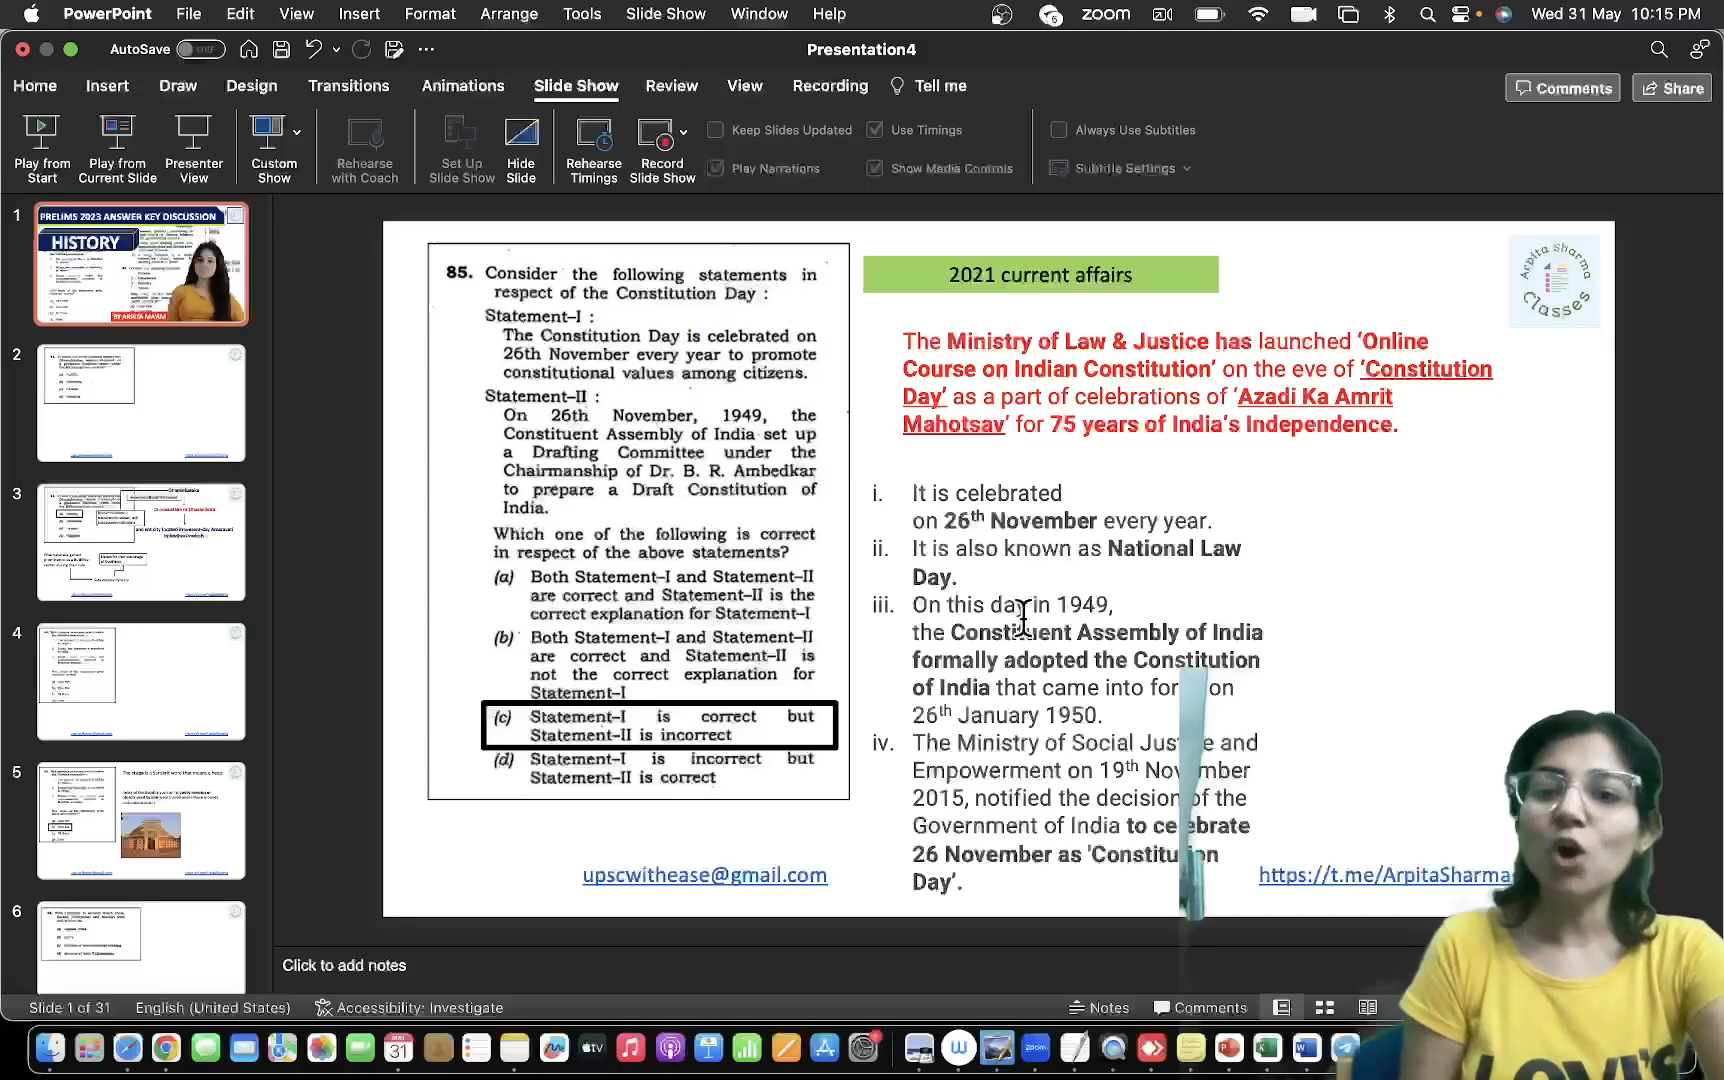 PowerPoint File Edit View Insert Format Arrange Tools Slide Show Window Help zoom Wed 31 May 10:15 PM
AutoSave Presentation4
Home Insert Draw Design Transitions Animations Slide Show Review View Recording Tell me Comments Share
Play from Start
Play from Current Slide
Presenter View
Custom Show
Rehearse with Coach
Set Up Slide Show
Hide Slide
Rehearse Timings
Record Slide Show
Keep Slides Updated
Use Timings
Play Narrations
Show Media Controls
Always Use Subtitles
Subtitle Settings
1
PRELIMS 2023 ANSWER KEY DISCUSSION
HISTORY
2
3
4
5
6
85. Consider the following statements in
respect of the Constitution Day :
Statement-I :
The Constitution Day is celebrated on
26th November every year to promote
constitutional values among citizens.
Statement-II :
On 26th November, 1949, the
Constituent Assembly of India set up
a Drafting Committee under the
Chairmanship of Dr. B. R. Ambedkar
to prepare a Draft Constitution of
India.
Which one of the following is correct
in respect of the above statements?
(a) Both Statement-I and Statement-II
are correct and Statement-II is the
correct explanation for Statement-I
(b) Both Statement-I and Statement-II
are correct and Statement-II is
not the correct explanation for
Statement-I
(c) Statement-I is correct but
Statement-II is incorrect
(d) Statement-I is incorrect but
Statement-II is correct
2021 current affairs
Arpita Sharma
Classes
The Ministry of Law & Justice has launched ‘Online
Course on Indian Constitution’ on the eve of ‘Constitution
Day’ as a part of celebrations of ‘Azadi Ka Amrit
Mahotsav’ for 75 years of India’s Independence.
i. It is celebrated
on 26th November every year.
ii. It is also known as National Law
Day.
iii. On this day in 1949,
the Constituent Assembly of India
formally adopted the Constitution
of India that came into for on
26th January 1950.
iv. The Ministry of Social Justice and
Empowerment on 19th November
2015, notified the decision of the
Government of India to celebrate
26 November as 'Constitution
Day’.
upscwithease@gmail.com
https://t.me/ArpitaSharma
Click to add notes
Slide 1 of 31 English (United States) Accessibility: Investigate Notes Comments